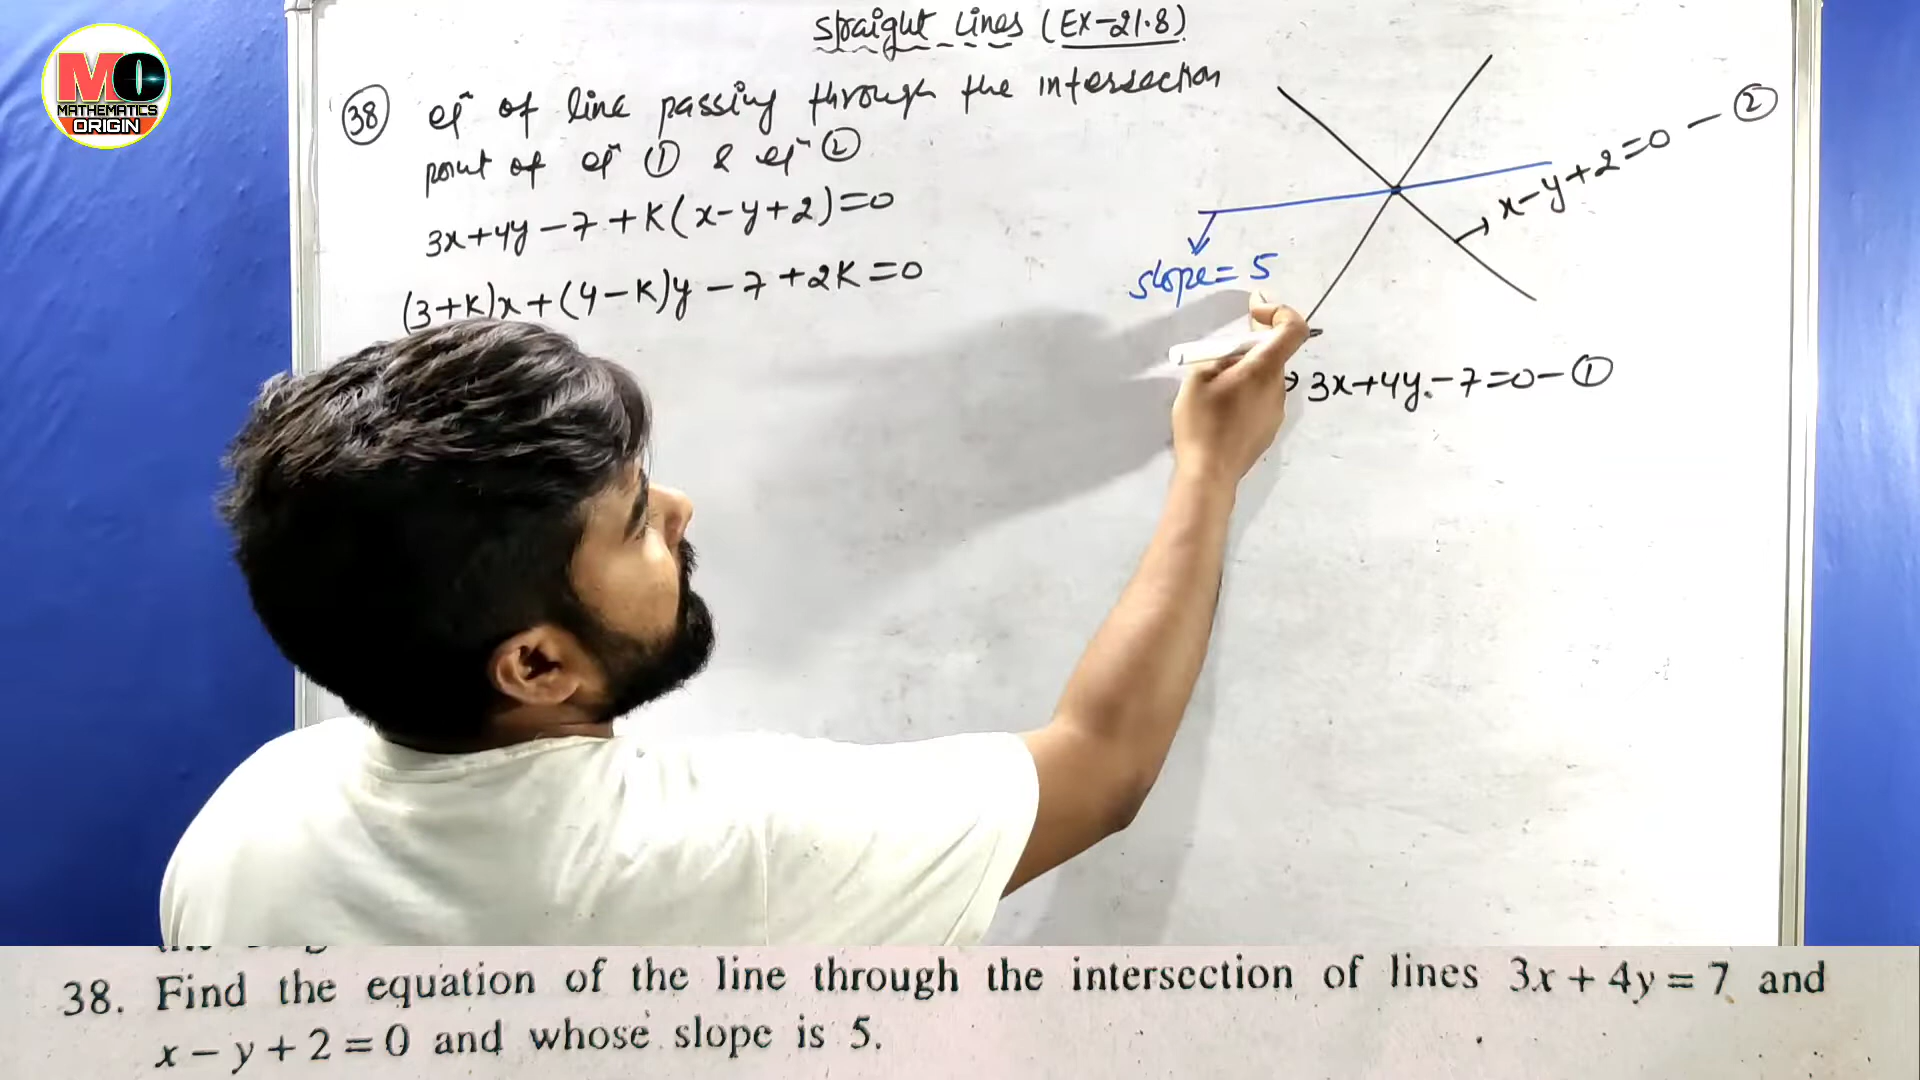 MO
MATHEMATICS
ORIGIN
Straight Lines (Ex-21.8)
38 eqⁿ of line passing through the intersection
point of eqⁿ ① & eqⁿ ②
3x+4y-7+K(x-y+2)=0
(3+K)x+(4-K)y-7+2K=0
x-y+2=0-②
slope=5
3x+4y-7=0-①
38. Find the equation of the line through the intersection of lines 3x + 4y = 7 and
x - y + 2 = 0 and whose slope is 5.